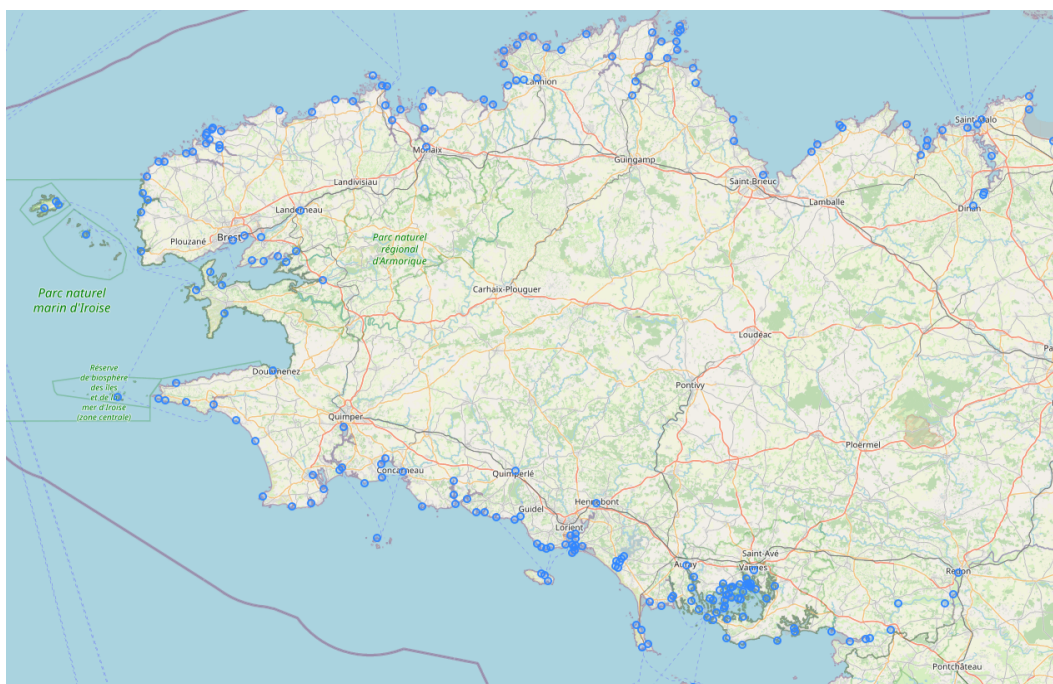 Lannion
Saint-Malo
Morlaix
Guingamp
Landivisiau
Saint-Brieuc
Lamballe
Landerneau
Dinan
Plouzané
Brest
Parc naturel
régional
d'Armorique
Parc naturel
marin d'Iroise
Carhaix-Plouguer
Loudéac
Réserve
de biosphère
des îles
et de la
mer d'Iroise
(zone centrale)
Douarnenez
Pontivy
Quimper
Ploërmel
Concarneau
Quimperlé
Guidel
Hennebont
Lorient
Saint-Avé
Auray
Vannes
Redon
Pontchâteau